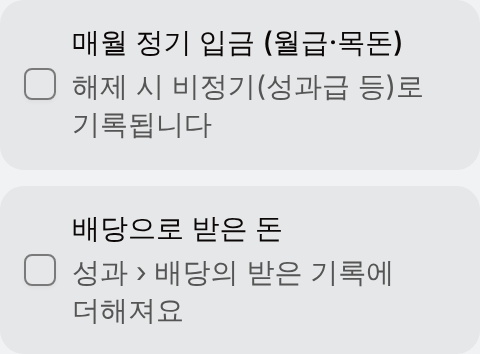 매월 정기 입금 (월급·목돈)
해제 시 비정기(성과급 등)로
기록됩니다
배당으로 받은 돈
성과 › 배당의 받은 기록에
더해져요